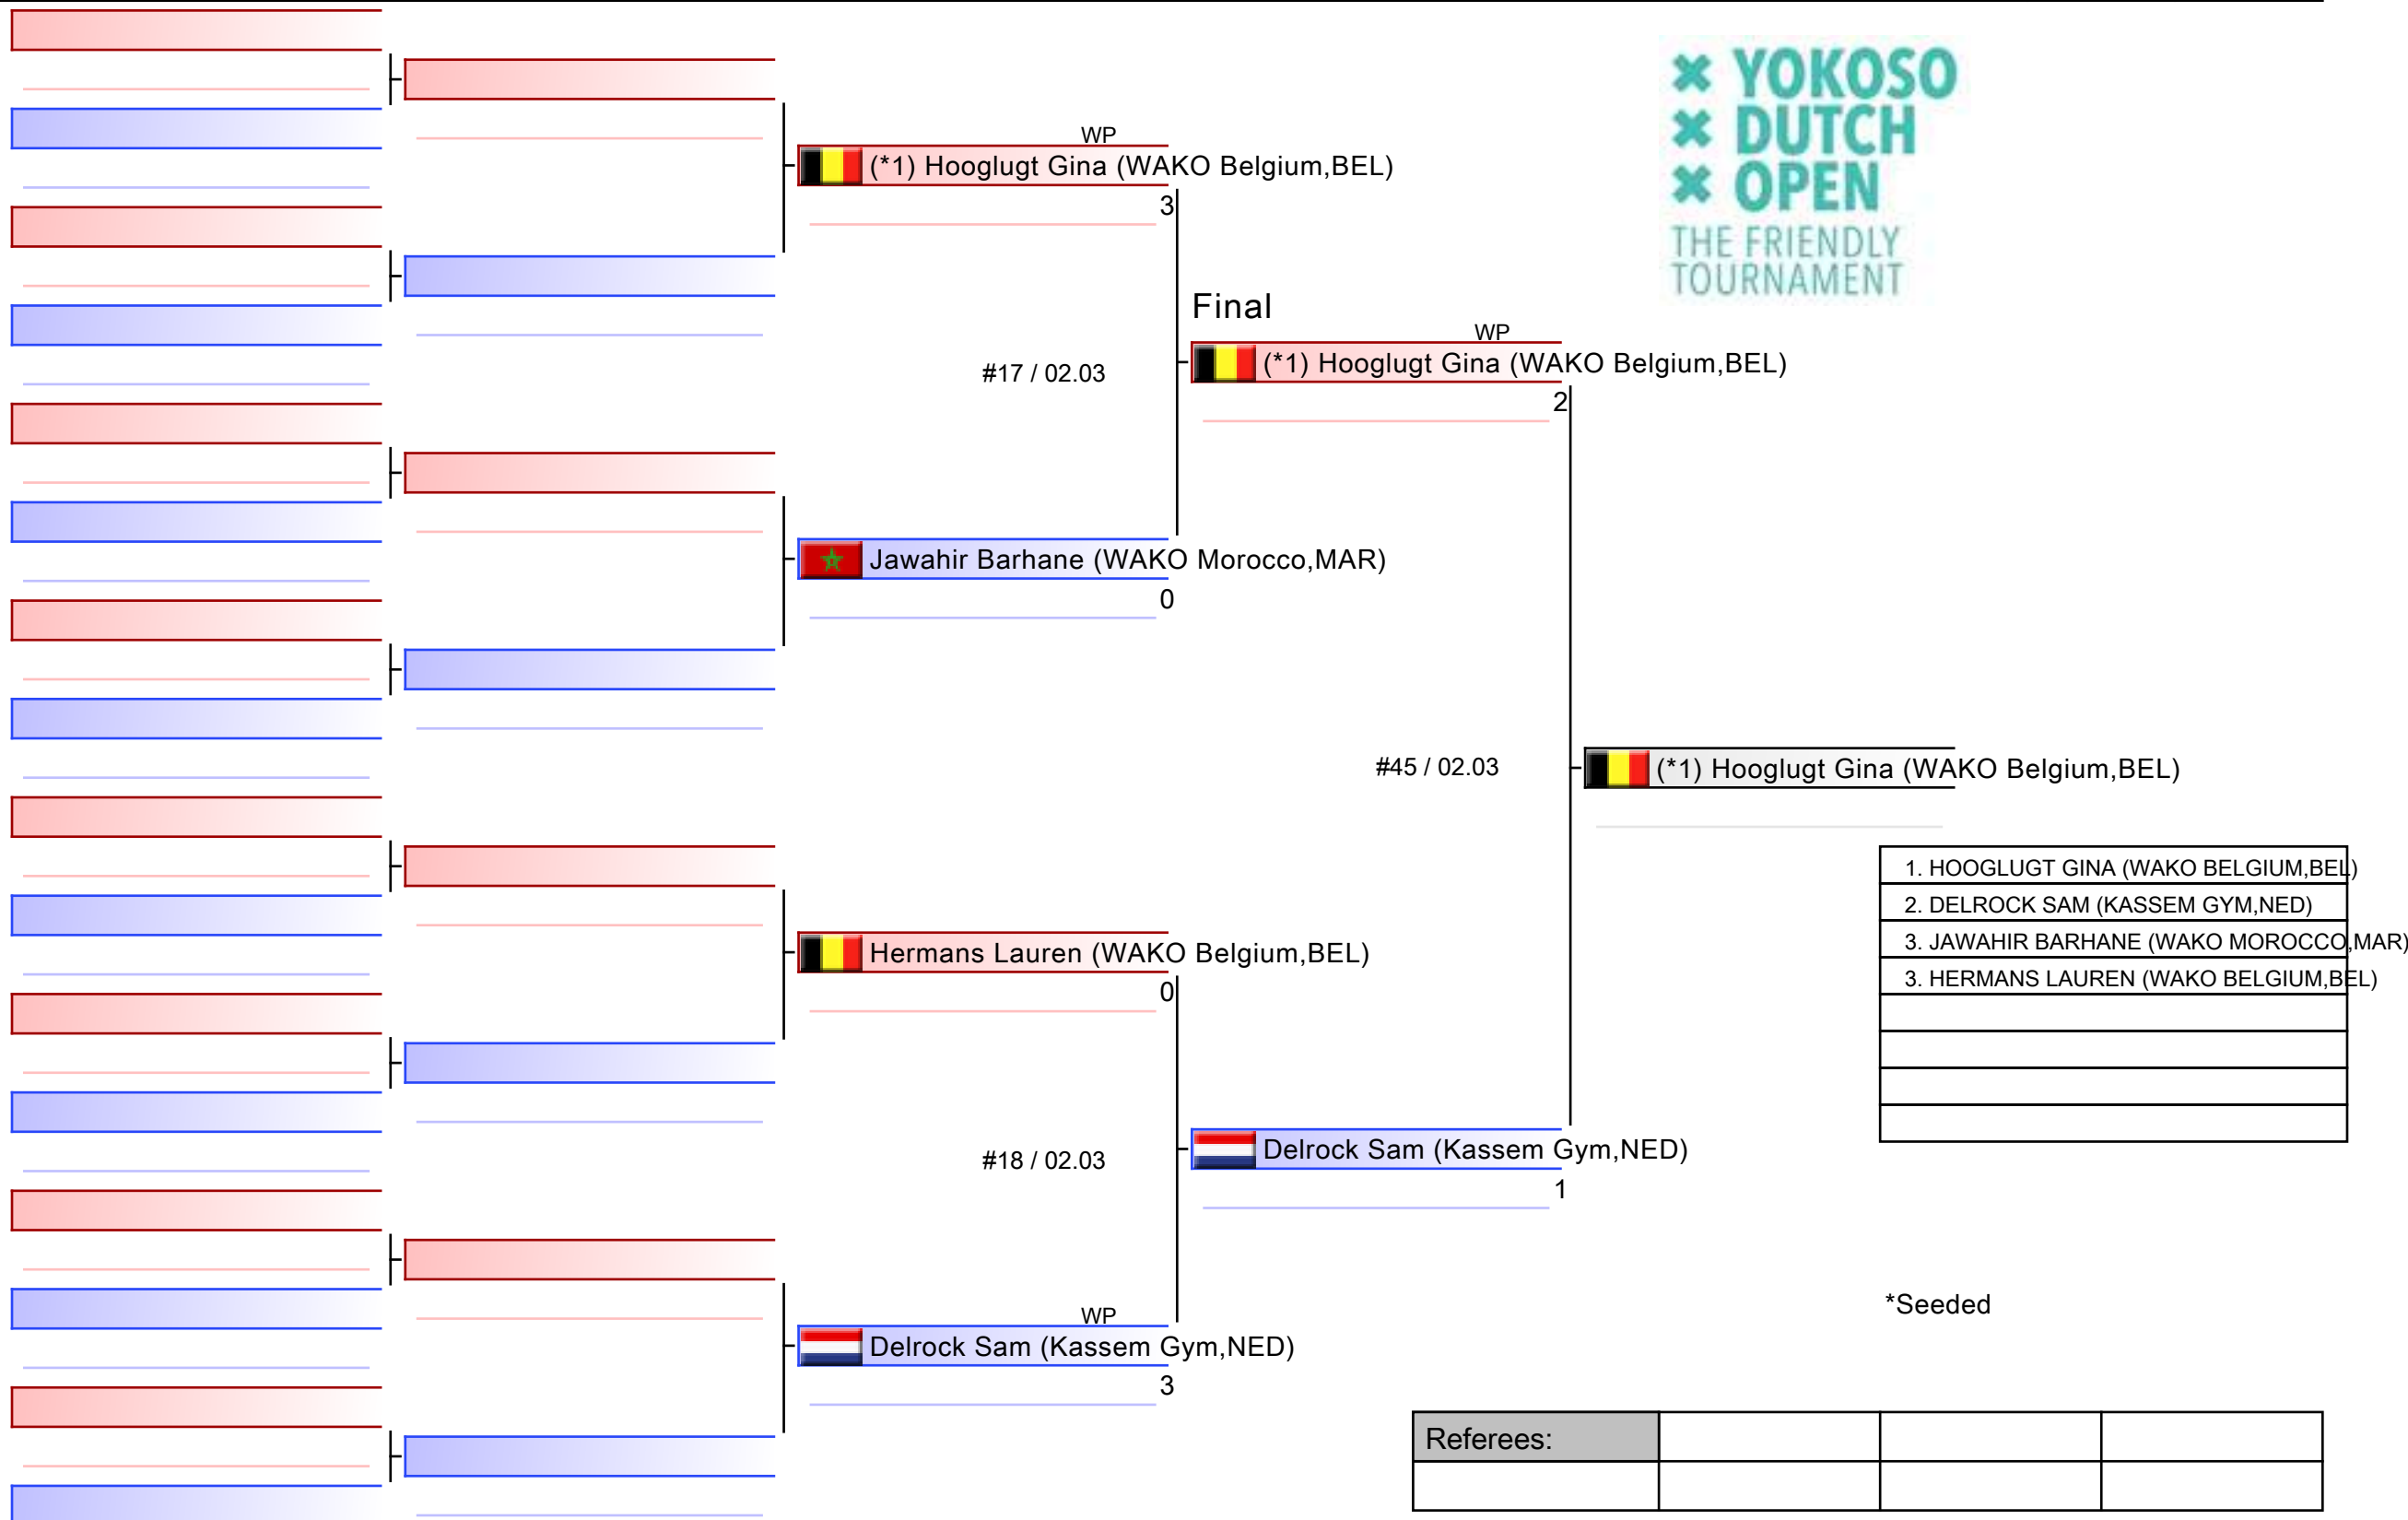 YOKOSO
DUTCH
OPEN
THE FRIENDLY
TOURNAMENT
WP
(*1) Hooglugt Gina (WAKO Belgium,BEL)
3
Final
WP
(*1) Hooglugt Gina (WAKO Belgium,BEL)
2
#17 / 02.03
Jawahir Barhane (WAKO Morocco,MAR)
0
#45 / 02.03
(*1) Hooglugt Gina (WAKO Belgium,BEL)
1. HOOGLUGT GINA (WAKO BELGIUM,BEL)
2. DELROCK SAM (KASSEM GYM,NED)
3. JAWAHIR BARHANE (WAKO MOROCCO,MAR)
3. HERMANS LAUREN (WAKO BELGIUM,BEL)
Hermans Lauren (WAKO Belgium,BEL)
0
#18 / 02.03
Delrock Sam (Kassem Gym,NED)
1
*Seeded
WP
Delrock Sam (Kassem Gym,NED)
3
Referees: